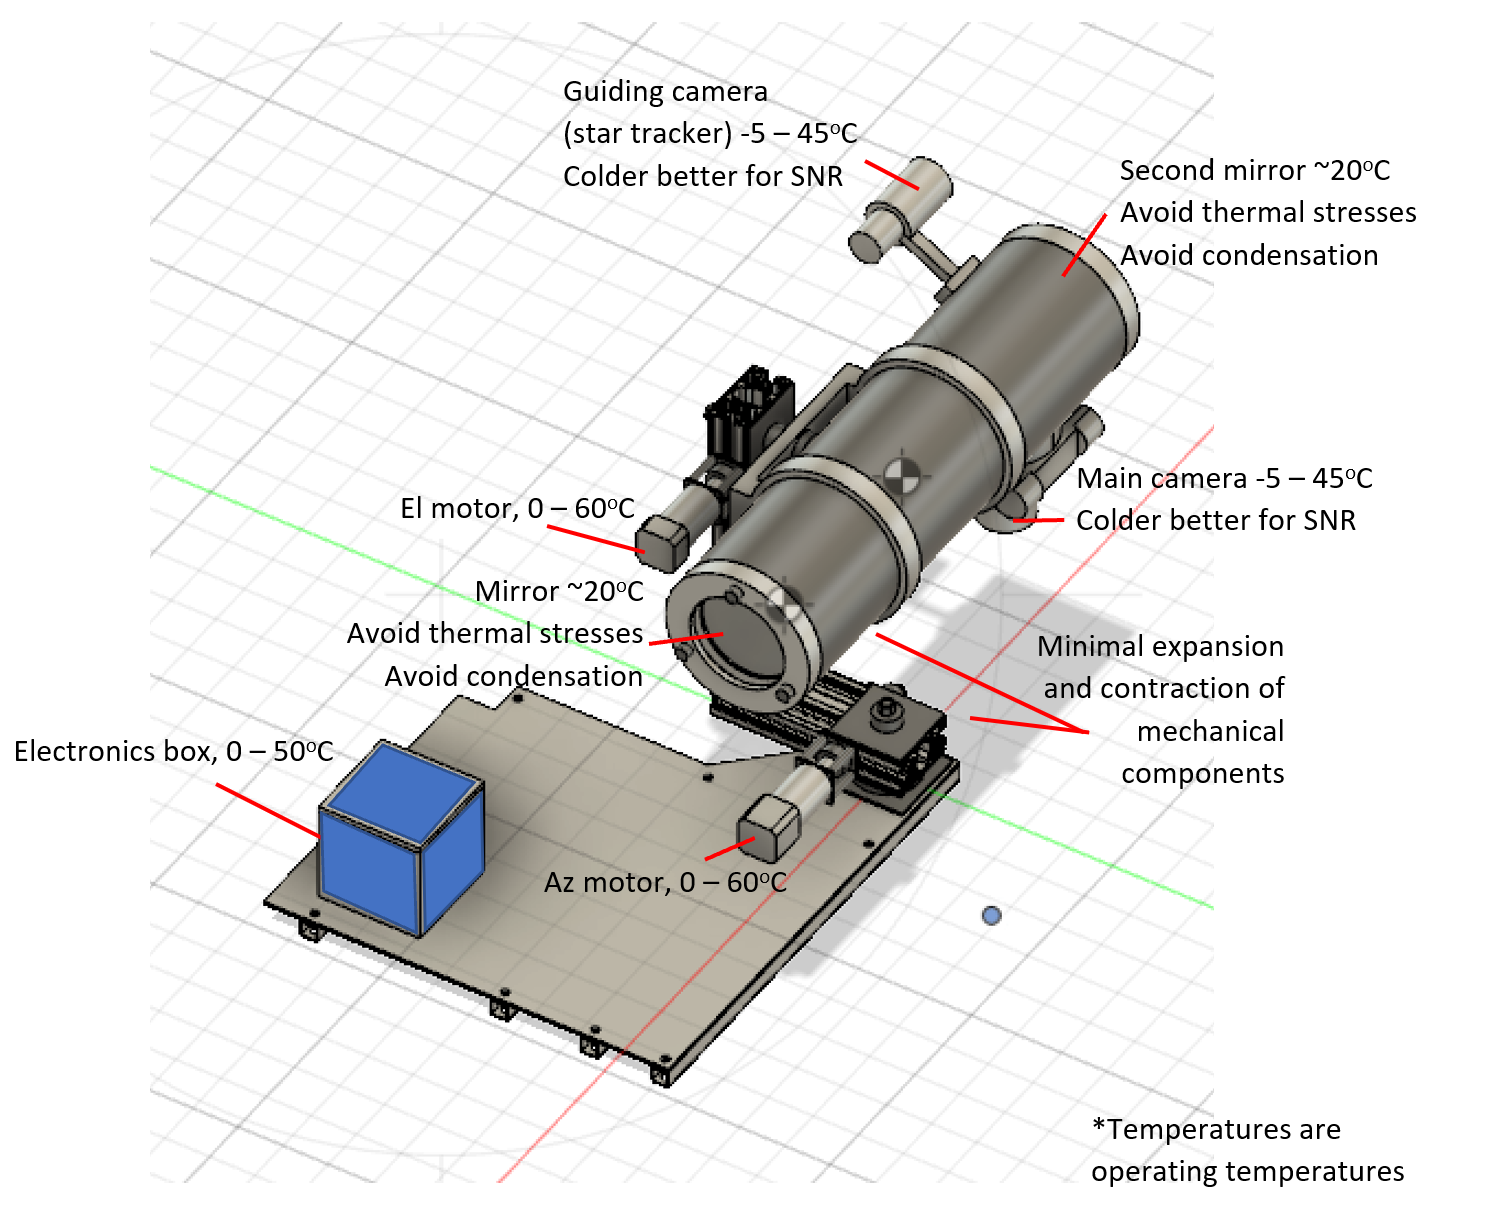 Guiding camera
(star tracker) -5 – 45ºC
Colder better for SNR
Second mirror ~20ºC
Avoid thermal stresses
Avoid condensation
Main camera -5 – 45ºC
Colder better for SNR
El motor, 0 – 60ºC
Mirror ~20ºC
Avoid thermal stresses
Avoid condensation
Minimal expansion
and contraction of
mechanical
components
Electronics box, 0 – 50ºC
Az motor, 0 – 60ºC
*Temperatures are
operating temperatures